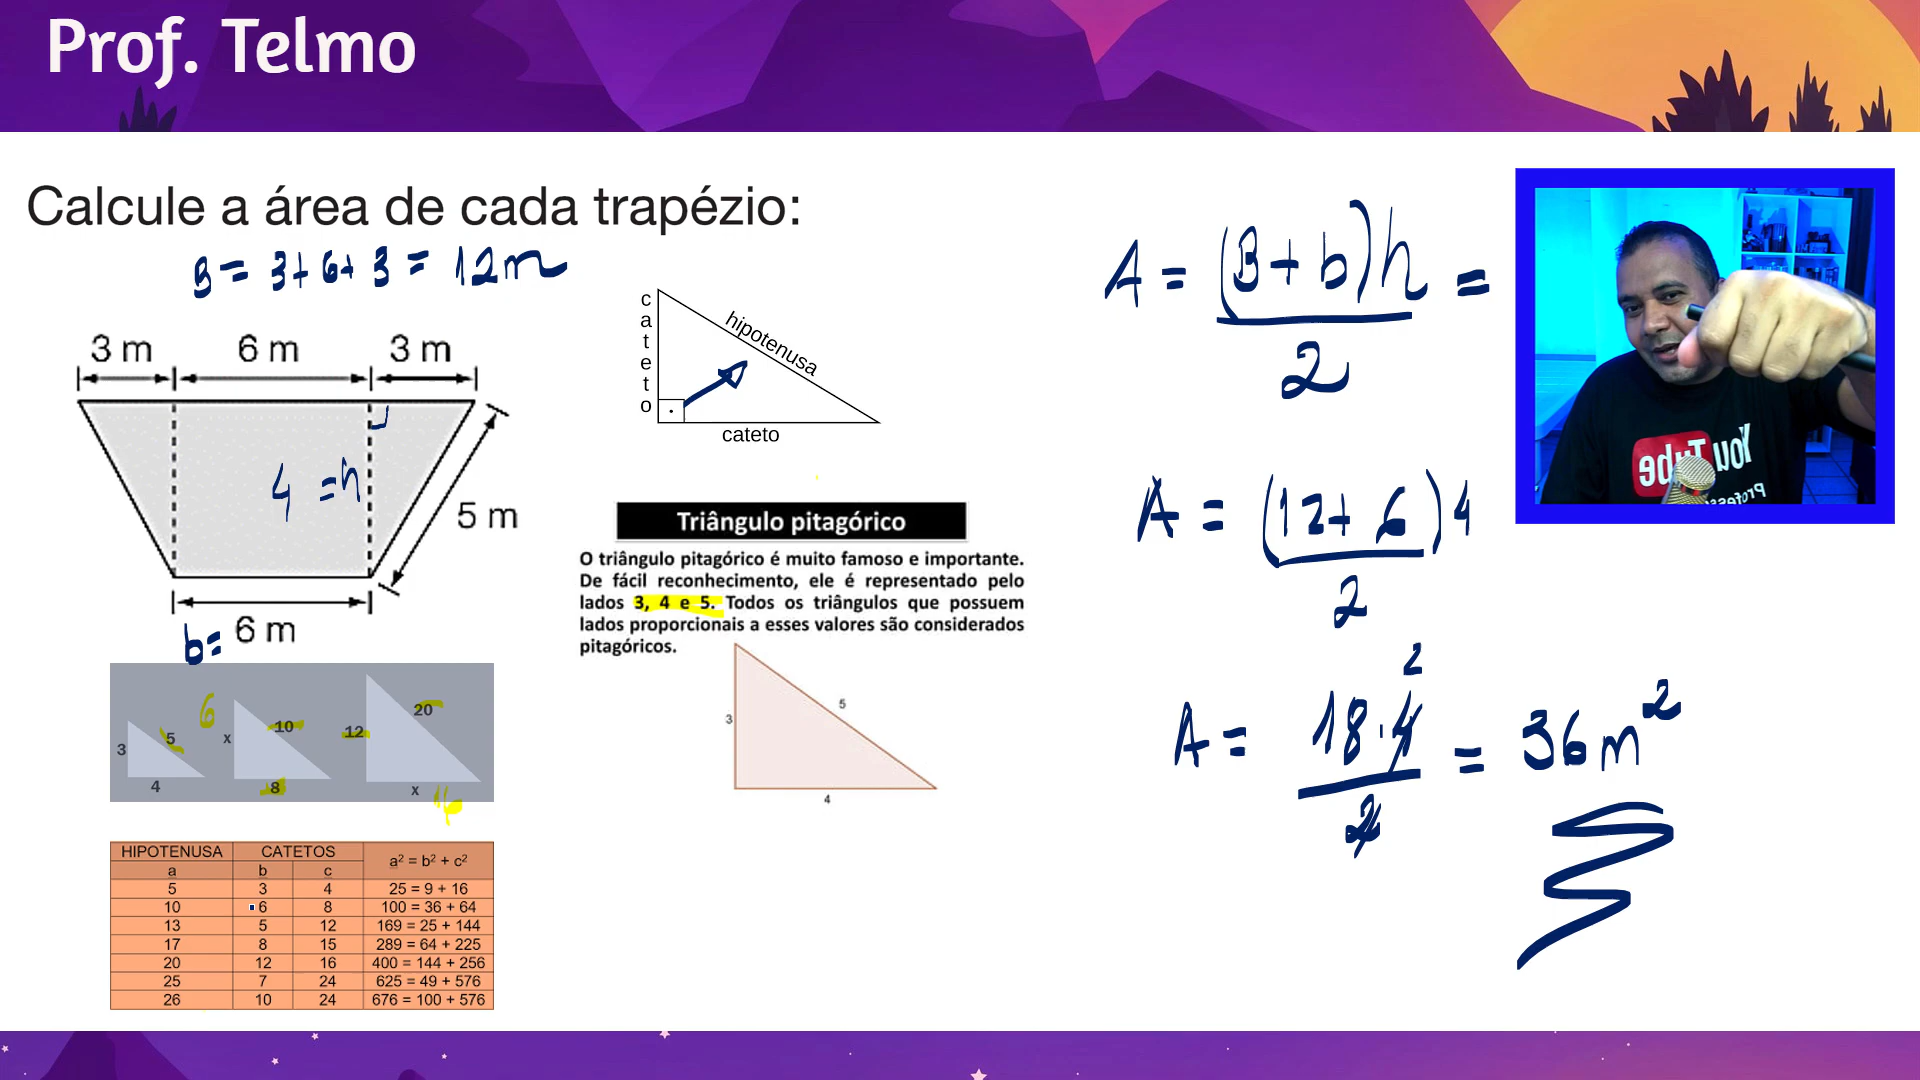 Prof. Telmo
Calcule a área de cada trapézio:
B = 3+6+3 = 12m
3 m 6 m 3 m
4 = h
5 m
b= 6 m
cateto
hipotenusa
cateto
Triângulo pitagórico
O triângulo pitagórico é muito famoso e importante.
De fácil reconhecimento, ele é representado pelo
lados 3, 4 e 5. Todos os triângulos que possuem
lados proporcionais a esses valores são considerados
pitagóricos.
3 5
4
3 5 4
6 x 10 8
12 20 x 16
HIPOTENUSA CATETOS a² = b² + c²
a b c
5 3 4 25 = 9 + 16
10 6 8 100 = 36 + 64
13 5 12 169 = 25 + 144
17 8 15 289 = 64 + 225
20 12 16 400 = 144 + 256
25 7 24 625 = 49 + 576
26 10 24 676 = 100 + 576
A = (B + b)h =
2
A = (12+ 6) 4
2
2
A = 18 · 4 = 36m²
2
YouTube
Profess